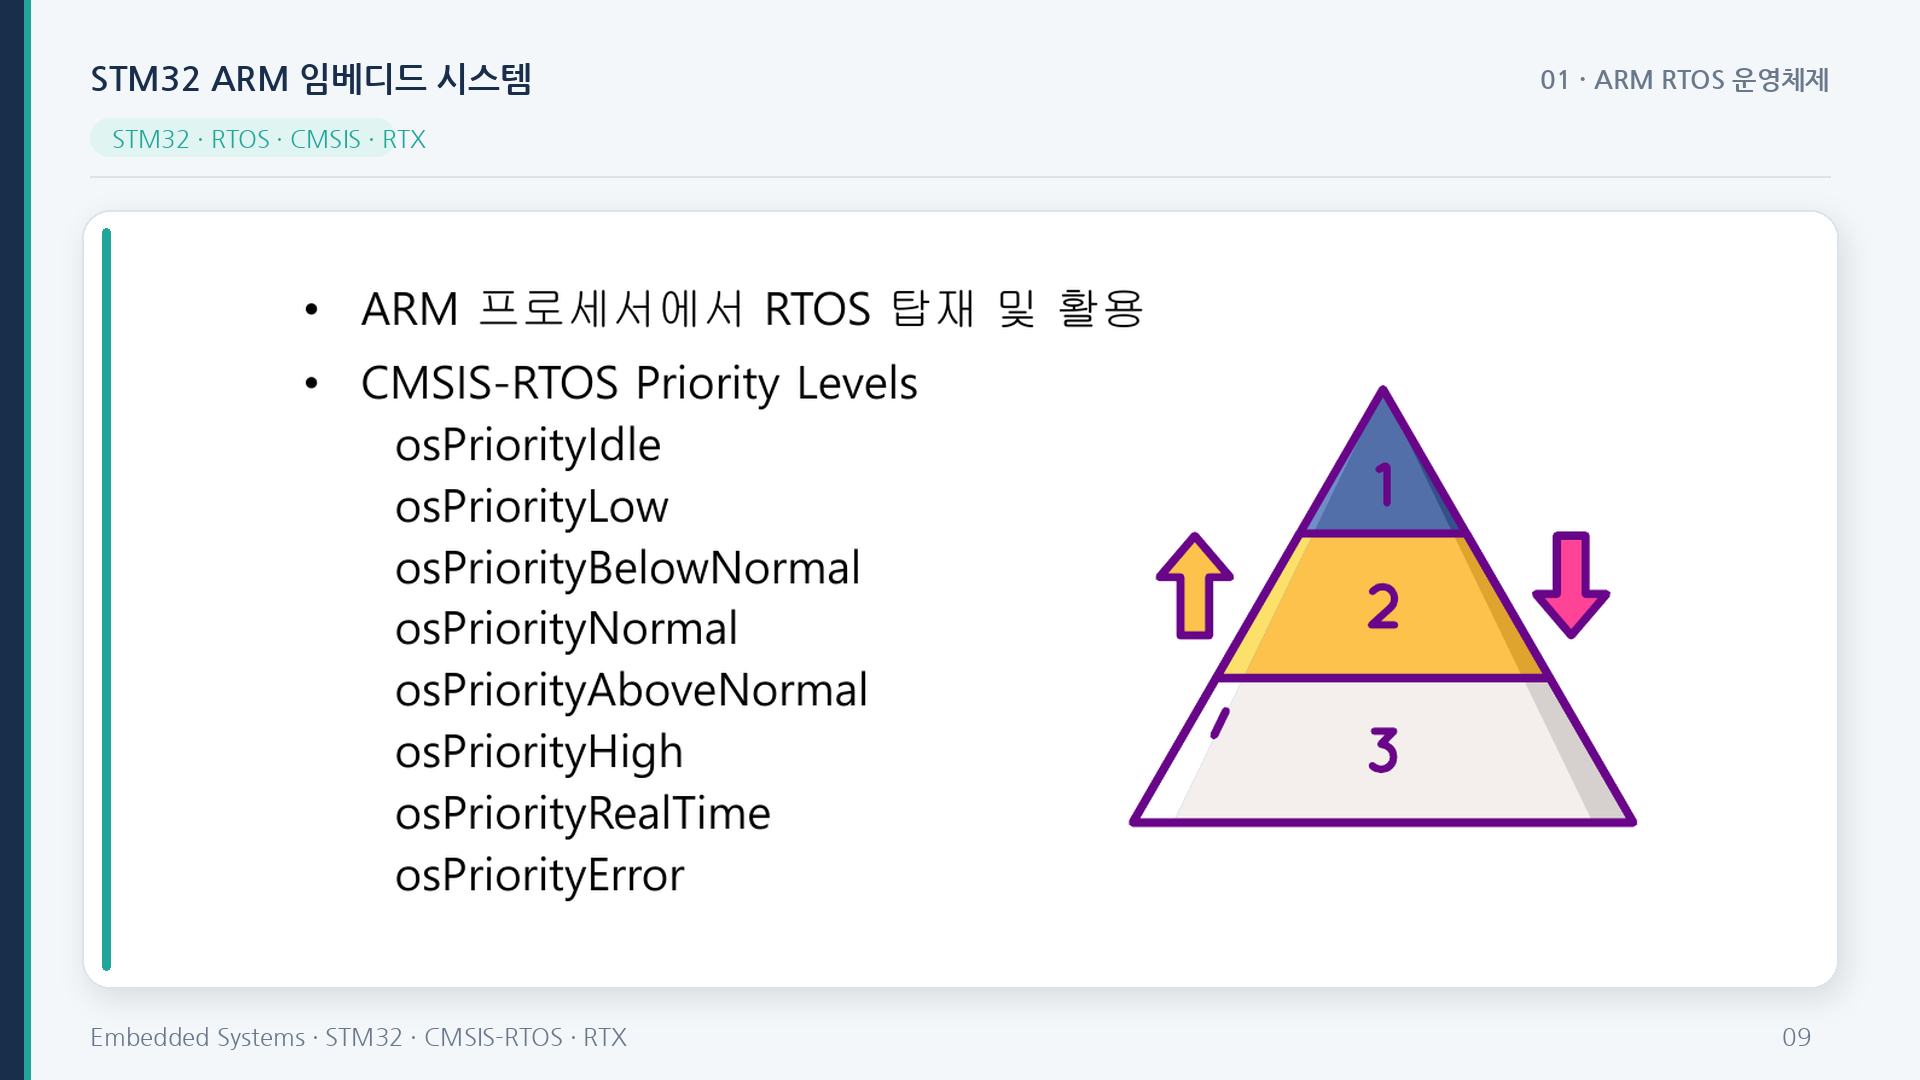 STM32 ARM 임베디드 시스템
01 · ARM RTOS 운영체제
STM32 · RTOS · CMSIS · RTX
• ARM 프로세서에서 RTOS 탑재 및 활용
• CMSIS-RTOS Priority Levels
osPriorityIdle
osPriorityLow
osPriorityBelowNormal
osPriorityNormal
osPriorityAboveNormal
osPriorityHigh
osPriorityRealTime
osPriorityError
1
2
3
Embedded Systems · STM32 · CMSIS-RTOS · RTX
09